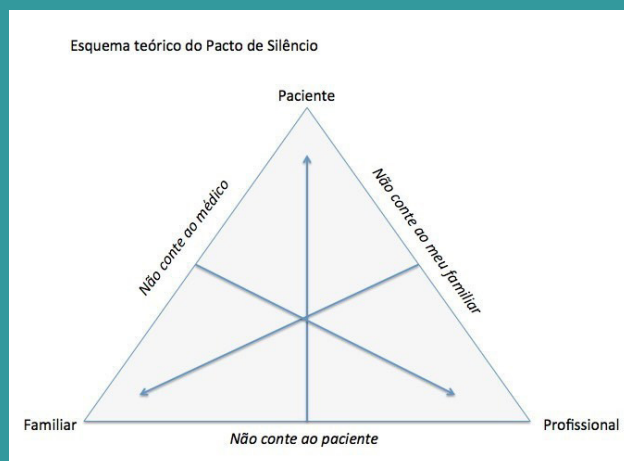 Esquema teórico do Pacto de Silêncio
Paciente
Não conte ao médico
Não conte ao meu familiar
Familiar
Profissional
Não conte ao paciente